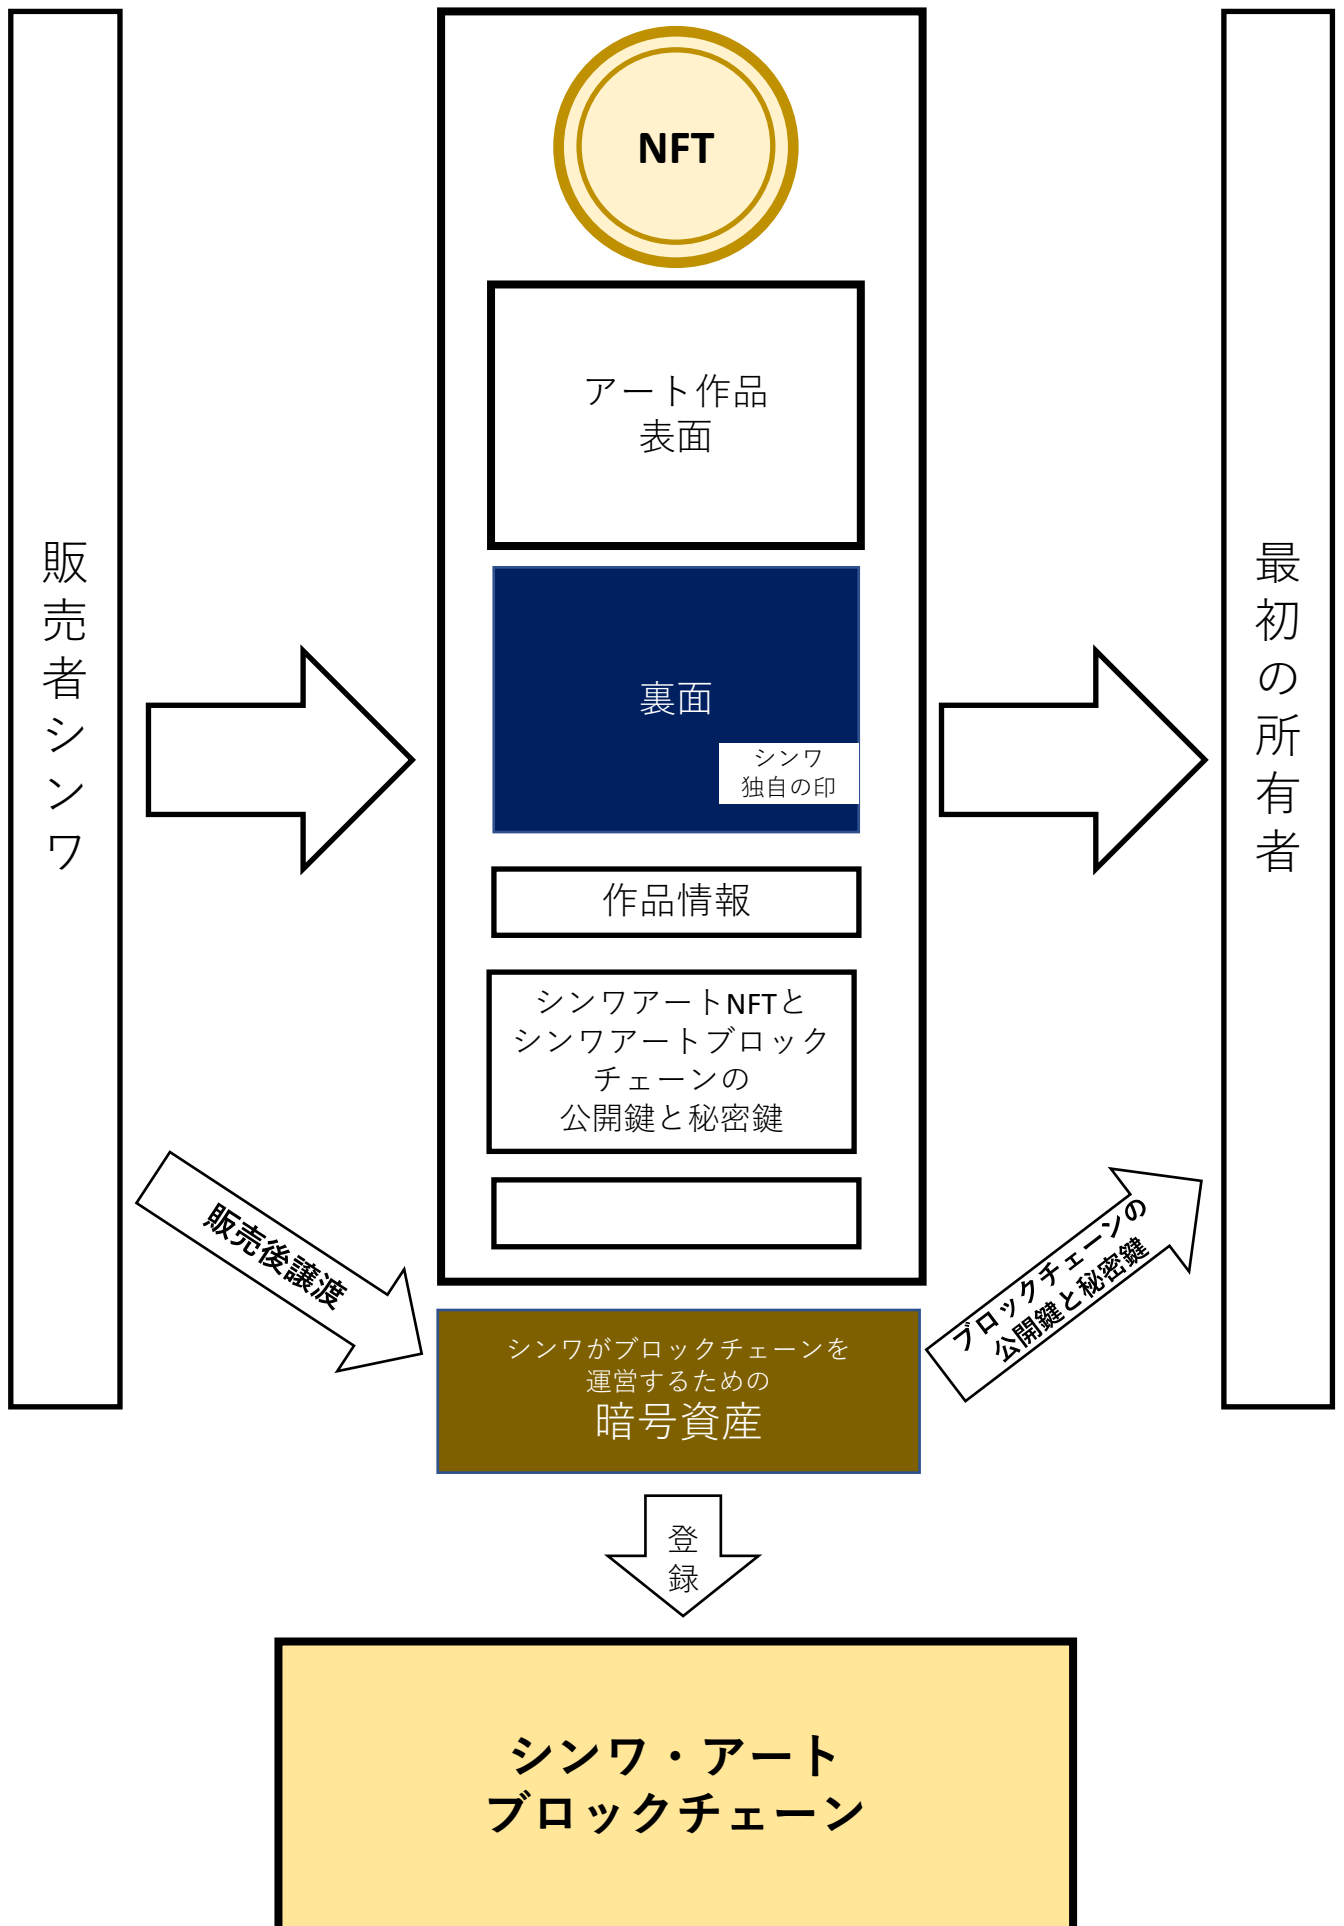 NFT
アート作品
表面
販売者シンワ
裏面
シンワ
独自の印
最初の所有者
作品情報
シンワアートNFTと
シンワアートブロック
チェーンの
公開鍵と秘密鍵
販売後譲渡
ブロックチェーンの
公開鍵と秘密鍵
シンワがブロックチェーンを
運営するための
暗号資産
登録
シンワ・アート
ブロックチェーン